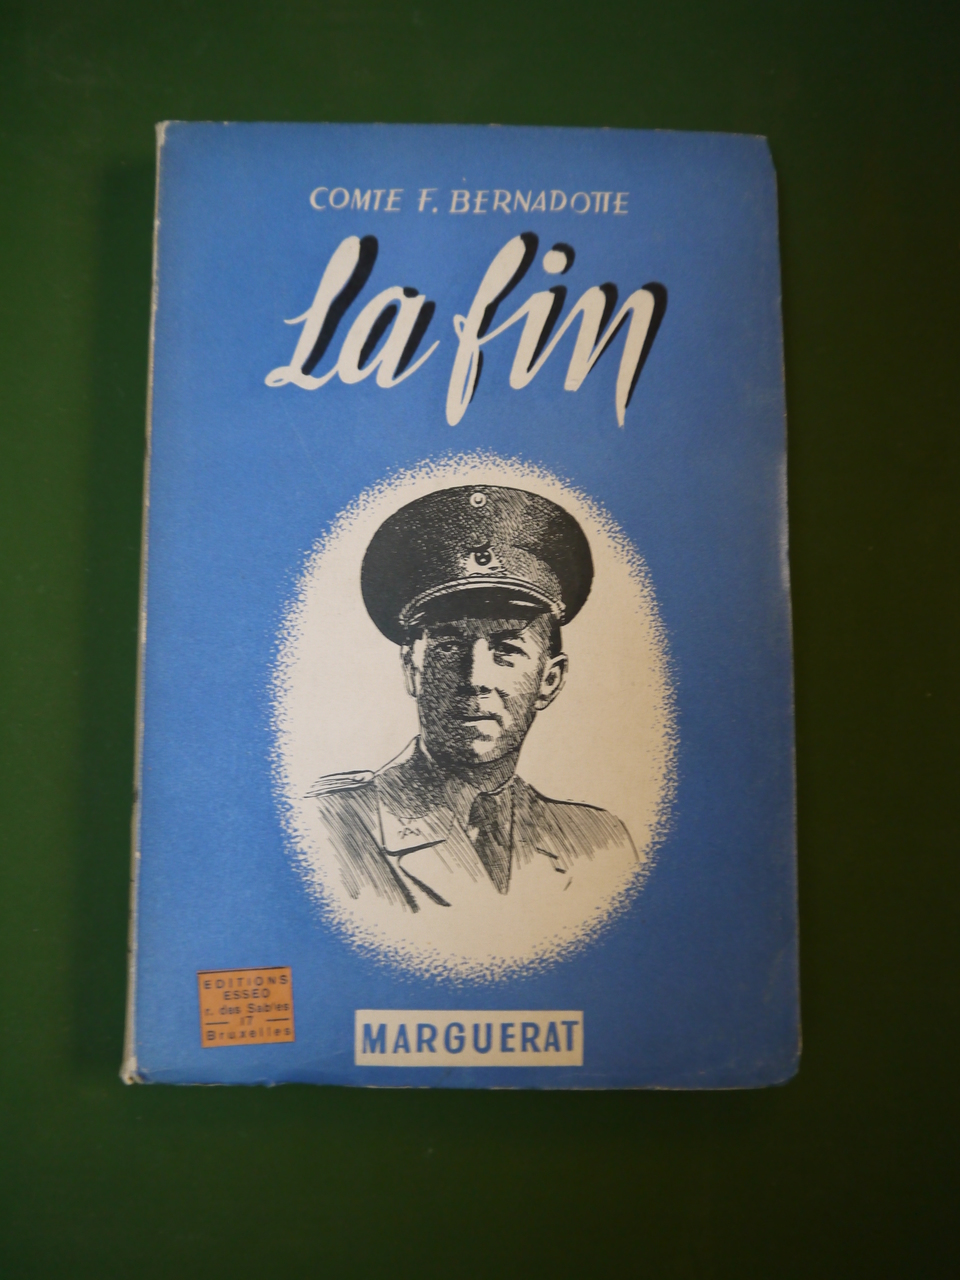 COMTE F. BERNADOTTE
La fin
EDITIONS
ESSEO
r. des Sables
— 17 —
Bruxelles
MARGUERAT